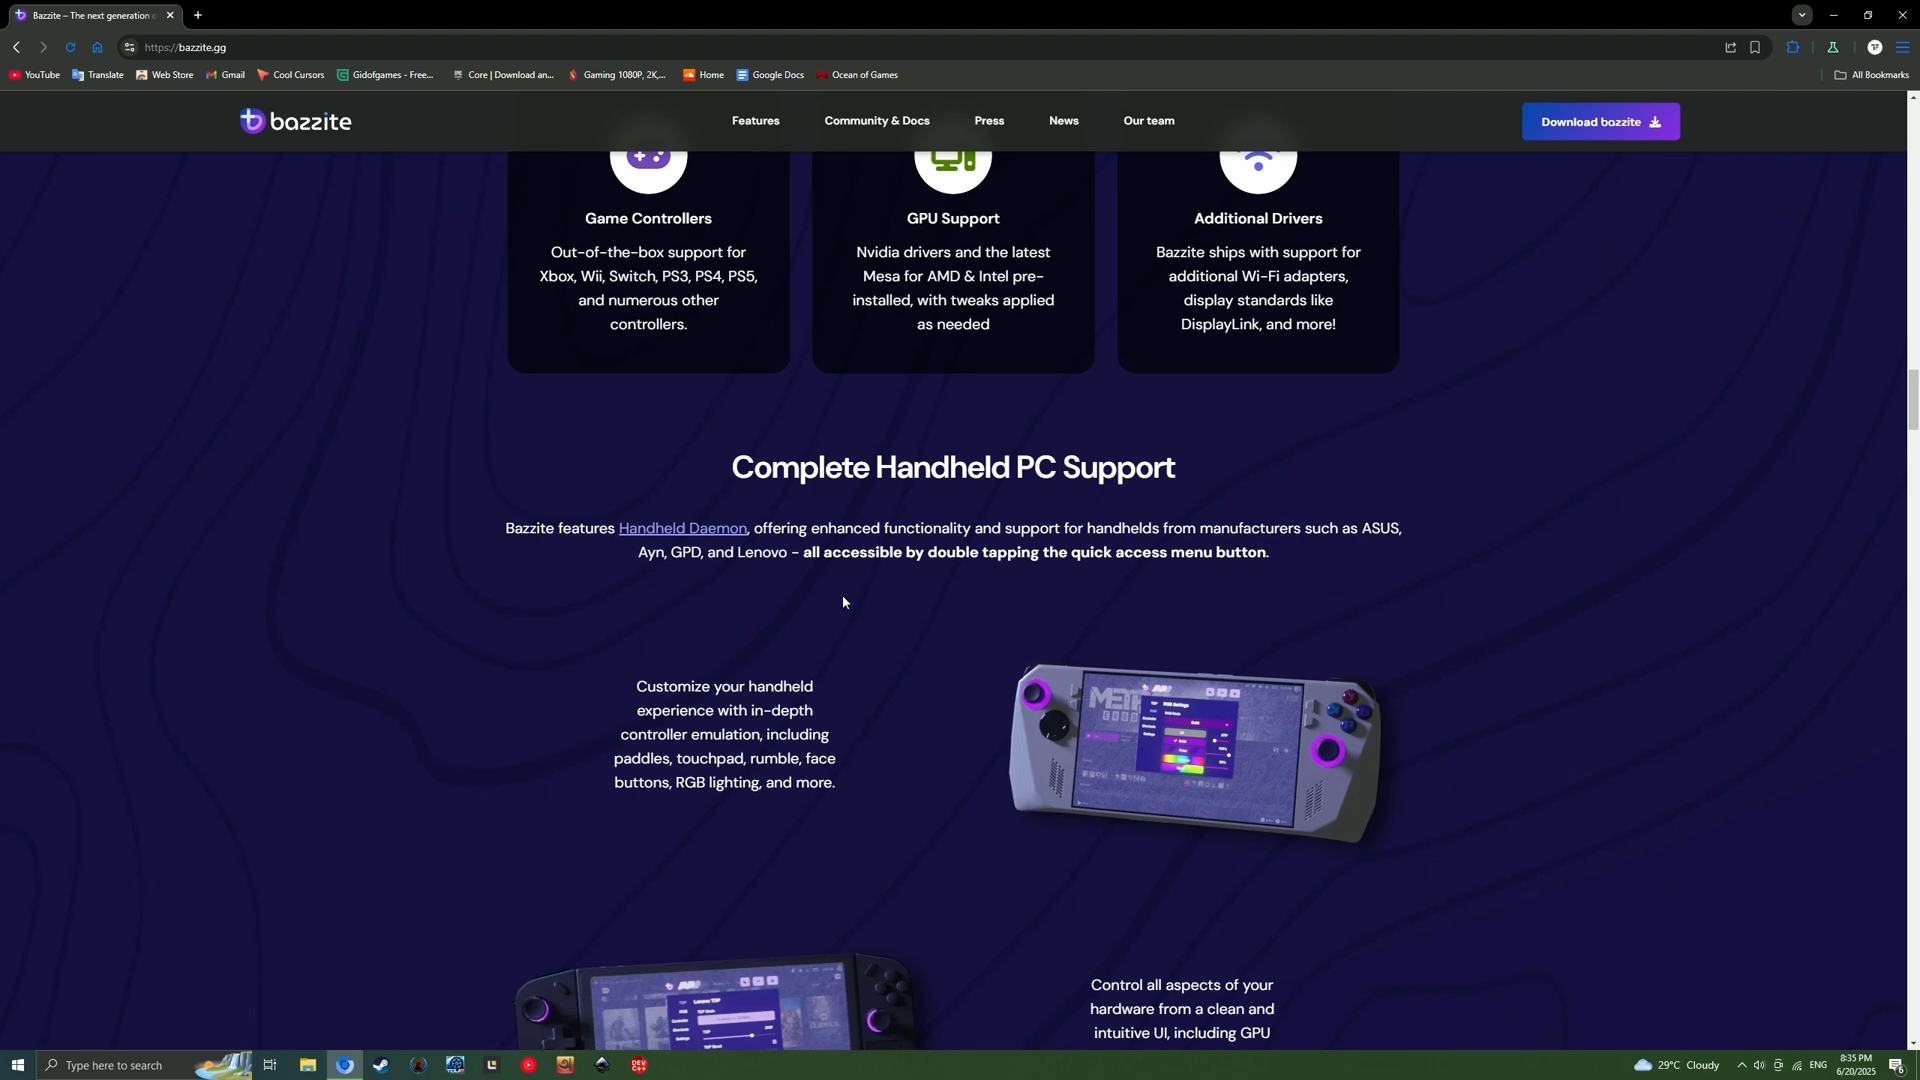 Bazzite – The next generation
https://bazzite.gg
YouTube
Translate
Web Store
Gmail
Cool Cursors
Gidofgames - Free...
Core | Download an...
Gaming 1080P, 2K,...
Home
Google Docs
Ocean of Games
All Bookmarks
bazzite
Features
Community & Docs
Press
News
Our team
Download bazzite
Game Controllers
Out-of-the-box support for
Xbox, Wii, Switch, PS3, PS4, PS5,
and numerous other
controllers.
GPU Support
Nvidia drivers and the latest
Mesa for AMD & Intel pre-
installed, with tweaks applied
as needed
Additional Drivers
Bazzite ships with support for
additional Wi-Fi adapters,
display standards like
DisplayLink, and more!
Complete Handheld PC Support
Bazzite features Handheld Daemon, offering enhanced functionality and support for handhelds from manufacturers such as ASUS,
Ayn, GPD, and Lenovo - all accessible by double tapping the quick access menu button.
Customize your handheld
experience with in-depth
controller emulation, including
paddles, touchpad, rumble, face
buttons, RGB lighting, and more.
RGB Settings
Control all aspects of your
hardware from a clean and
intuitive UI, including GPU
Type here to search
DEV
C++
29°C Cloudy
ENG
8:35 PM
6/20/2025
6